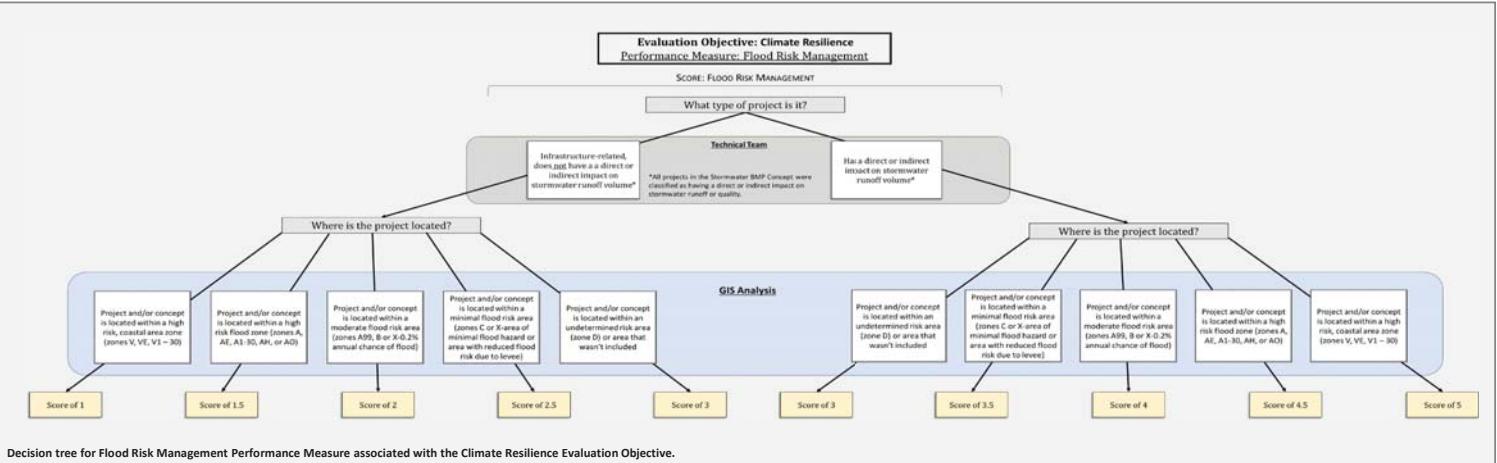 Evaluation Objective: Climate Resilience
Performance Measure: Flood Risk Management
SCORE: FLOOD RISK MANAGEMENT
What type of project is it?
Technical Team
Infrastructure-related,
does not have a a direct or
indirect impact on
stormwater runoff volume*
*All projects in the Stormwater BMP Concept were
classified as having a direct or indirect impact on
stormwater runoff or quality.
Has a direct or indirect
impact on stormwater
runoff volume*
Where is the project located?
Where is the project located?
GIS Analysis
Project and/or concept
is located within a high
risk, coastal area zone
(zones V, VE, V1 – 30)
Project and/or concept
is located within a high
risk flood zone (zones A,
AE, A1-30, AH, or AO)
Project and/or concept
is located within a
moderate flood risk area
(zones A99, B or X-0.2%
annual chance of flood)
Project and/or concept
is located within a
minimal flood risk area
(zones C or X-area of
minimal flood hazard or
area with reduced flood
risk due to levee)
Project and/or concept
is located within an
undetermined risk area
(zone D) or area that
wasn't included
Project and/or concept
is located within an
undetermined risk area
(zone D) or area that
wasn't included
Project and/or concept
is located within a
minimal flood risk area
(zones C or X-area of
minimal flood hazard or
area with reduced flood
risk due to levee)
Project and/or concept
is located within a
moderate flood risk area
(zones A99, B or X-0.2%
annual chance of flood)
Project and/or concept
is located within a high
risk flood zone (zones A,
AE, A1-30, AH, or AO)
Project and/or concept
is located within a high
risk, coastal area zone
(zones V, VE, V1 – 30)
Score of 1
Score of 1.5
Score of 2
Score of 2.5
Score of 3
Score of 3
Score of 3.5
Score of 4
Score of 4.5
Score of 5
Decision tree for Flood Risk Management Performance Measure associated with the Climate Resilience Evaluation Objective.